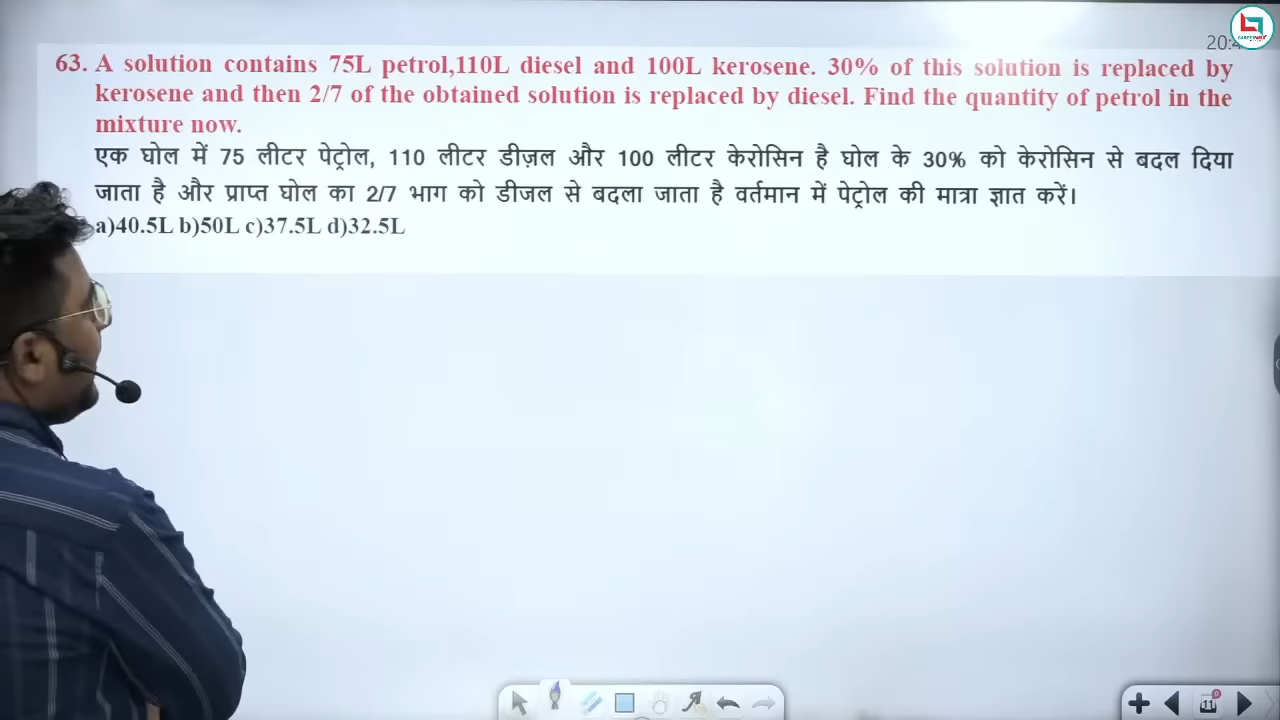 20:4
63. A solution contains 75L petrol,110L diesel and 100L kerosene. 30% of this solution is replaced by
kerosene and then 2/7 of the obtained solution is replaced by diesel. Find the quantity of petrol in the
mixture now.
एक घोल में 75 लीटर पेट्रोल, 110 लीटर डीज़ल और 100 लीटर केरोसिन है घोल के 30% को केरोसिन से बदल दिया
जाता है और प्राप्त घोल का 2/7 भाग को डीजल से बदला जाता है वर्तमान में पेट्रोल की मात्रा ज्ञात करें।
a)40.5L b)50L c)37.5L d)32.5L
11